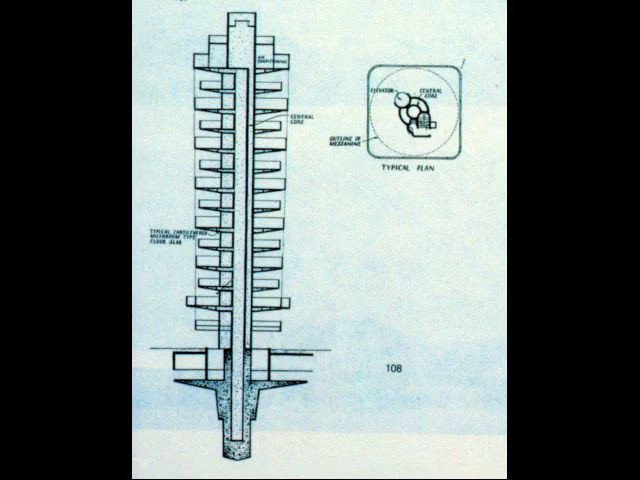 AIR
CONDITIONING
CENTRAL
CORE
TYPICAL CANTILEVERED
MUSHROOM TYPE
FLOOR SLAB
ELEVATOR
CENTRAL
CORE
OUTLINE OF
MEZZANINE
TYPICAL PLAN
108